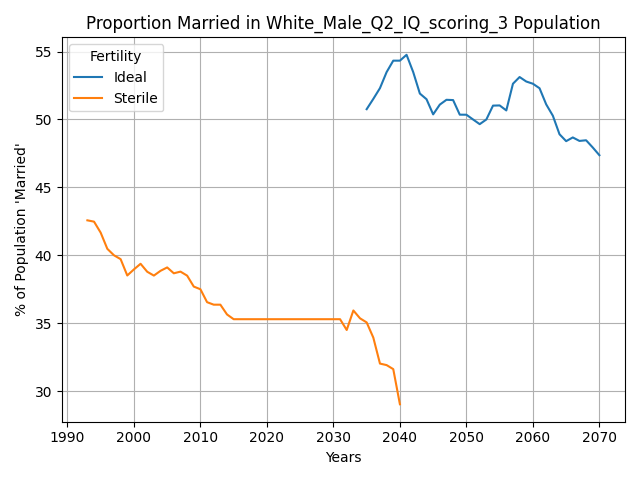 Proportion Married in White_Male_Q2_IQ_scoring_3 Population
% of Population 'Married'
Fertility
Ideal
Sterile
55
50
45
40
35
30
1990
2000
2010
2020
2030
2040
2050
2060
2070
Years